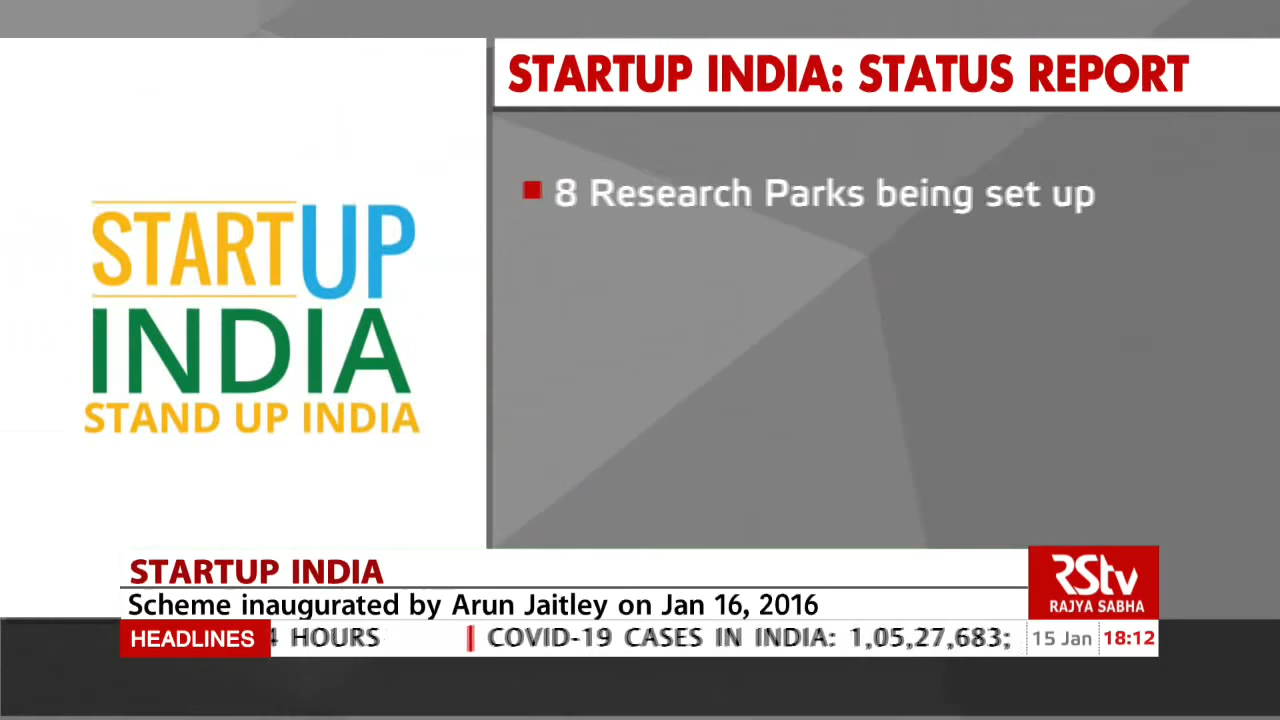 STARTUP INDIA: STATUS REPORT
8 Research Parks being set up
STARTUP
INDIA
STAND UP INDIA
STARTUP INDIA
Scheme inaugurated by Arun Jaitley on Jan 16, 2016
RStv
RAJYA SABHA
HEADLINES 4 HOURS | COVID-19 CASES IN INDIA: 1,05,27,683; 15 Jan 18:12